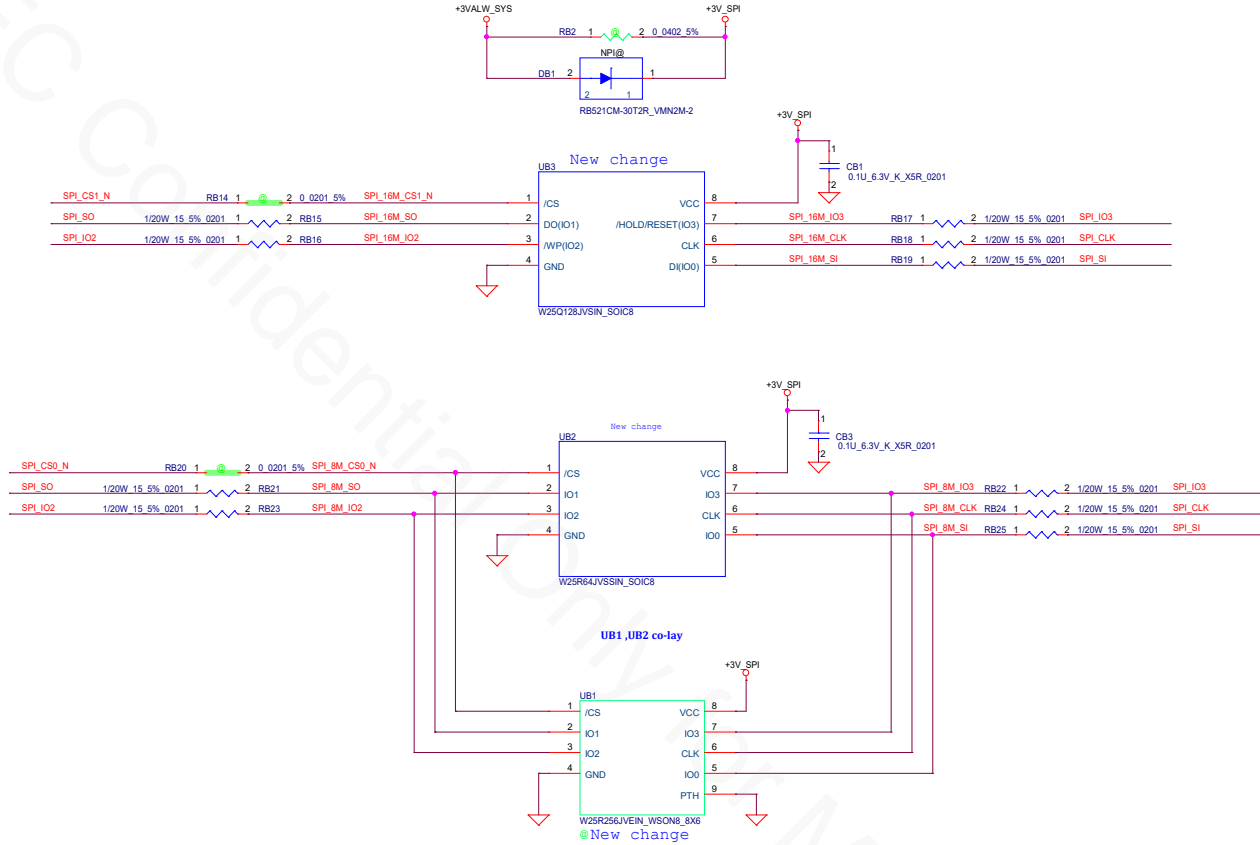 +3VALW_SYS +3V_SPI
RB2 1 @ 2 0_0402_5%
NPI@
DB1 2 1
2 1
RB521CM-30T2R_VMN2M-2
+3V_SPI
New change
UB3
1
CB1
0.1U_6.3V_K_X5R_0201
2
SPI_CS1_N RB14 1 @ 2 0_0201_5% SPI_16M_CS1_N 1 /CS VCC 8
SPI_SO 1/20W_15_5%_0201 1 2 RB15 SPI_16M_SO 2 DO(IO1) /HOLD/RESET(IO3) 7 SPI_16M_IO3 RB17 1 2 1/20W_15_5%_0201 SPI_IO3
SPI_IO2 1/20W_15_5%_0201 1 2 RB16 SPI_16M_IO2 3 /WP(IO2) CLK 6 SPI_16M_CLK RB18 1 2 1/20W_15_5%_0201 SPI_CLK
4 GND DI(IO0) 5 SPI_16M_SI RB19 1 2 1/20W_15_5%_0201 SPI_SI
W25Q128JVSIN_SOIC8
+3V_SPI
New change
UB2
1
CB3
0.1U_6.3V_K_X5R_0201
2
SPI_CS0_N RB20 1 @ 2 0_0201_5% SPI_8M_CS0_N 1 /CS VCC 8
SPI_SO 1/20W_15_5%_0201 1 2 RB21 SPI_8M_SO 2 IO1 IO3 7 SPI_8M_IO3 RB22 1 2 1/20W_15_5%_0201 SPI_IO3
SPI_IO2 1/20W_15_5%_0201 1 2 RB23 SPI_8M_IO2 3 IO2 CLK 6 SPI_8M_CLK RB24 1 2 1/20W_15_5%_0201 SPI_CLK
4 GND IO0 5 SPI_8M_SI RB25 1 2 1/20W_15_5%_0201 SPI_SI
W25R64JVSSIN_SOIC8
UB1 ,UB2 co-lay
+3V_SPI
UB1
1 /CS VCC 8
2 IO1 IO3 7
3 IO2 CLK 6
4 GND IO0 5
PTH 9
W25R256JVEIN_WSON8_8X6
@New change
Confidential Only for